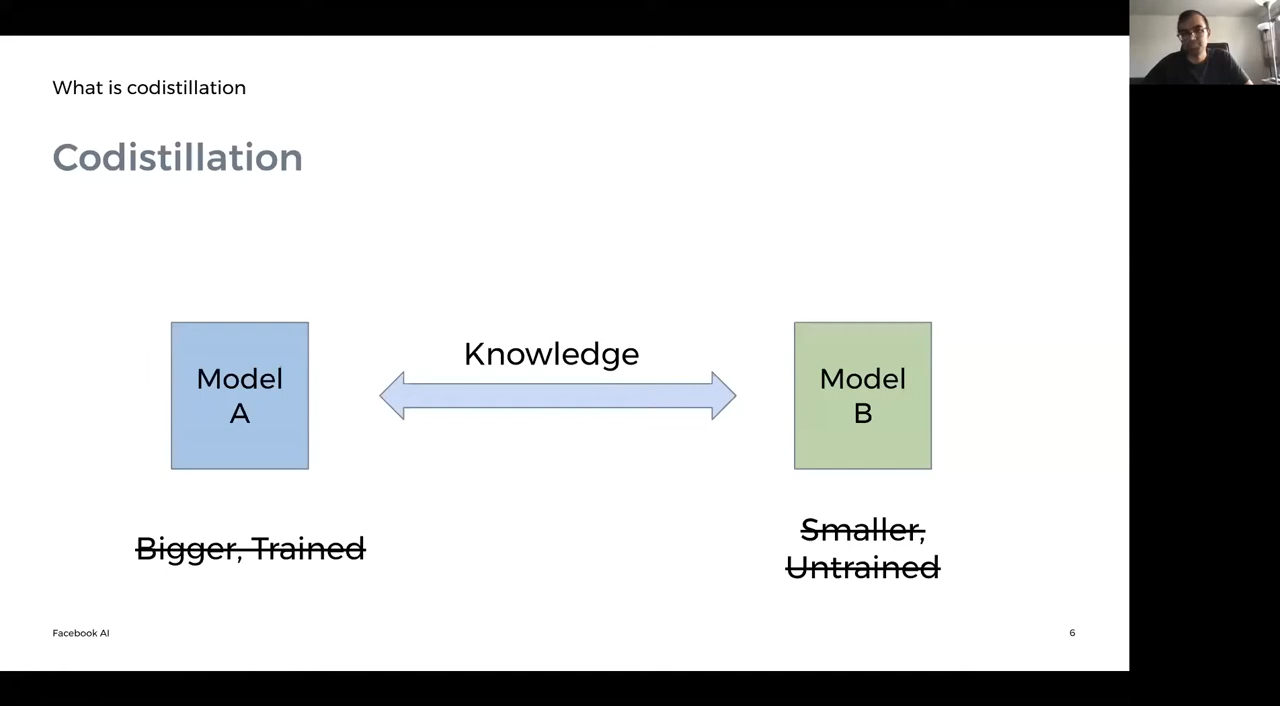 What is codistillation
Codistillation
Knowledge
Model
A
Model
B
Bigger, Trained
Smaller,
Untrained
Facebook AI
6